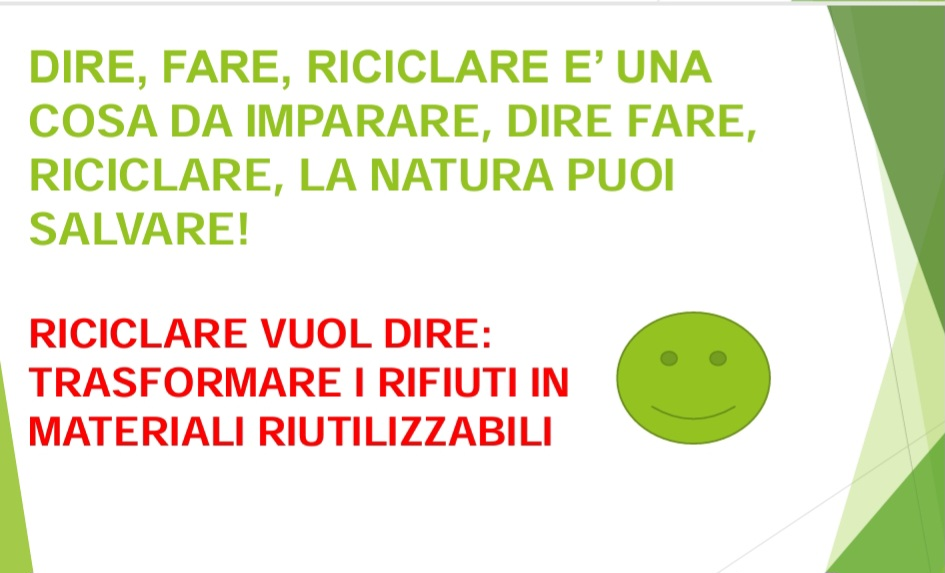 DIRE, FARE, RICICLARE E’ UNA
COSA DA IMPARARE, DIRE FARE,
RICICLARE, LA NATURA PUOI
SALVARE!
RICICLARE VUOL DIRE:
TRASFORMARE I RIFIUTI IN
MATERIALI RIUTILIZZABILI